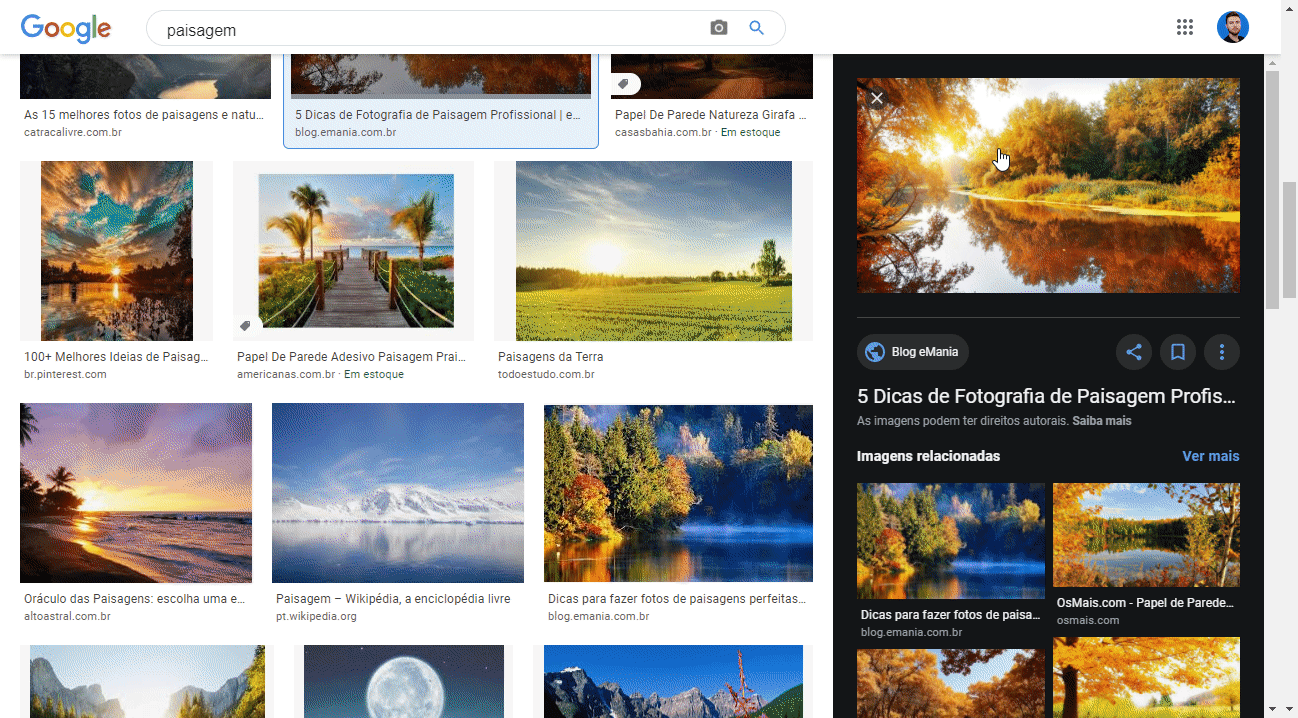 Google
paisagem
As 15 melhores fotos de paisagens e natu...
catracalivre.com.br
5 Dicas de Fotografia de Paisagem Profissional | e...
blog.emania.com.br
Papel De Parede Natureza Girafa ...
casasbahia.com.br · Em estoque
100+ Melhores Ideias de Paisag...
br.pinterest.com
Papel De Parede Adesivo Paisagem Prai...
americanas.com.br · Em estoque
Paisagens da Terra
todoestudo.com.br
Oráculo das Paisagens: escolha uma e...
altoastral.com.br
Paisagem – Wikipédia, a enciclopédia livre
pt.wikipedia.org
Dicas para fazer fotos de paisagens perfeitas...
blog.emania.com.br
Blog eMania
5 Dicas de Fotografia de Paisagem Profis...
As imagens podem ter direitos autorais. Saiba mais
Imagens relacionadas
Ver mais
Dicas para fazer fotos de paisa...
blog.emania.com.br
OsMais.com - Papel de Parede...
osmais.com